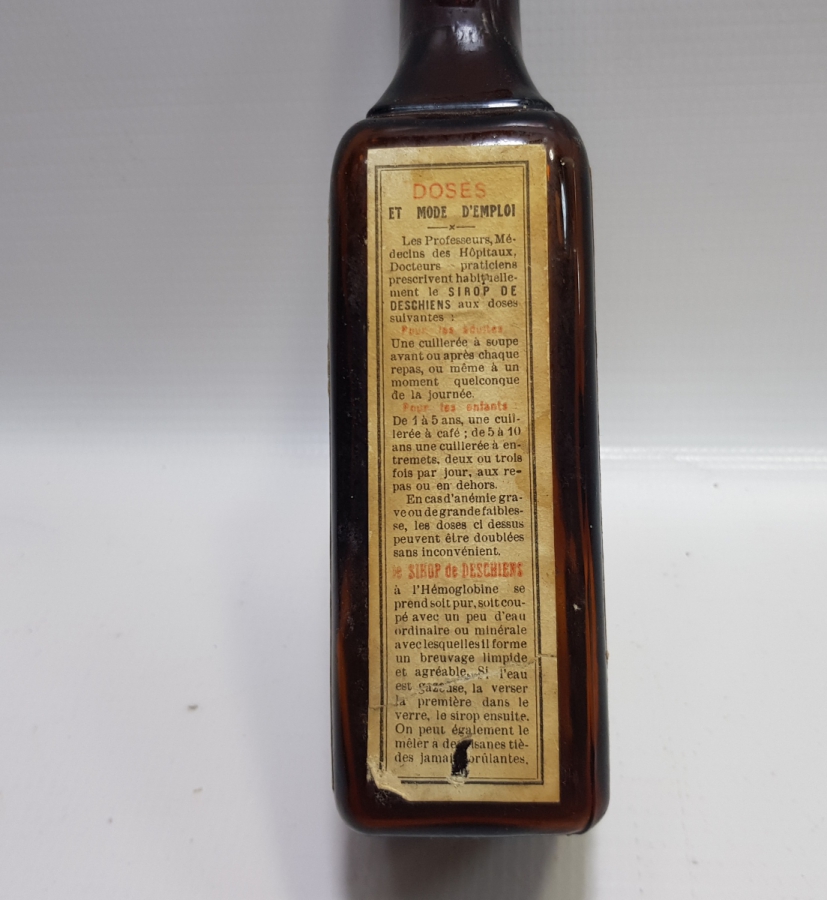 DOSES
ET MODE D'EMPLOI
Les Professeurs, Mé-
decins des Hôpitaux,
Docteurs praticiens
prescrivent habituelle-
ment le SIROP DE
DESCHIENS aux doses
suivantes :
Pour les adultes
Une cuillerée à soupe
avant ou après chaque
repas, ou même à un
moment quelconque
de la journée.
Pour les enfants :
De 1 à 5 ans, une cuil-
lerée à café ; de 5 à 10
ans une cuillerée à en-
tremets, deux ou trois
fois par jour, aux re-
pas ou en dehors.
En cas d'anémie gra-
ve ou de grande faibles-
se, les doses ci dessus
peuvent être doublées
sans inconvénient.
le SIROP de DESCHIENS
à l'Hémoglobine se
prend soit pur, soit cou-
pé avec un peu d'eau
ordinaire ou minérale
avec lesquelles il forme
un breuvage limpide
et agréable. Si l'eau
est gazeuse, la verser
la première dans le
verre, le sirop ensuite.
On peut également le
mêler a de tiè-
des jamais brûlantes.